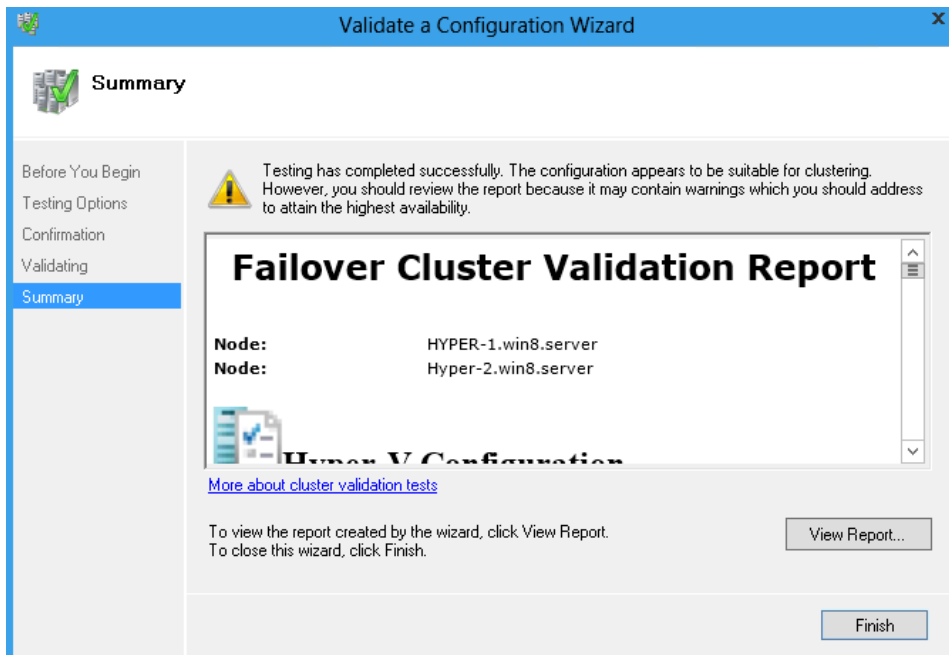 Validate a Configuration Wizard
x
Summary
Before You Begin
Testing Options
Confirmation
Validating
Summary
Testing has completed successfully. The configuration appears to be suitable for clustering.
However, you should review the report because it may contain warnings which you should address
to attain the highest availability.
Failover Cluster Validation Report
Node: HYPER-1.win8.server
Node: Hyper-2.win8.server
Hyper-V Configuration
More about cluster validation tests
To view the report created by the wizard, click View Report.
To close this wizard, click Finish.
View Report...
Finish